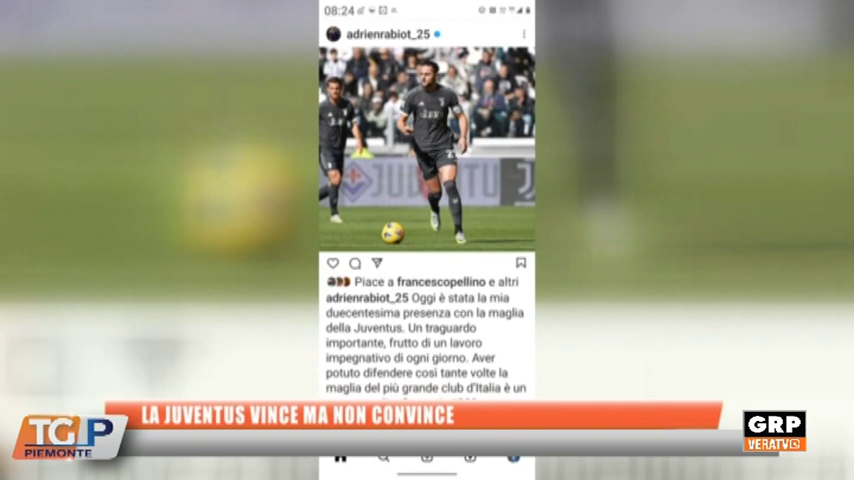 08:24
adrienrabiot_25
JUVENTU
Piace a francescopellino e altri
adrienrabiot_25 Oggi è stata la mia
duecentesima presenza con la maglia
della Juventus. Un traguardo
importante, frutto di un lavoro
impegnativo di ogni giorno. Aver
potuto difendere così tante volte la
maglia del più grande club d'Italia è un
LA JUVENTUS VINCE MA NON CONVINCE
TGP
PIEMONTE
GRP
VERATV